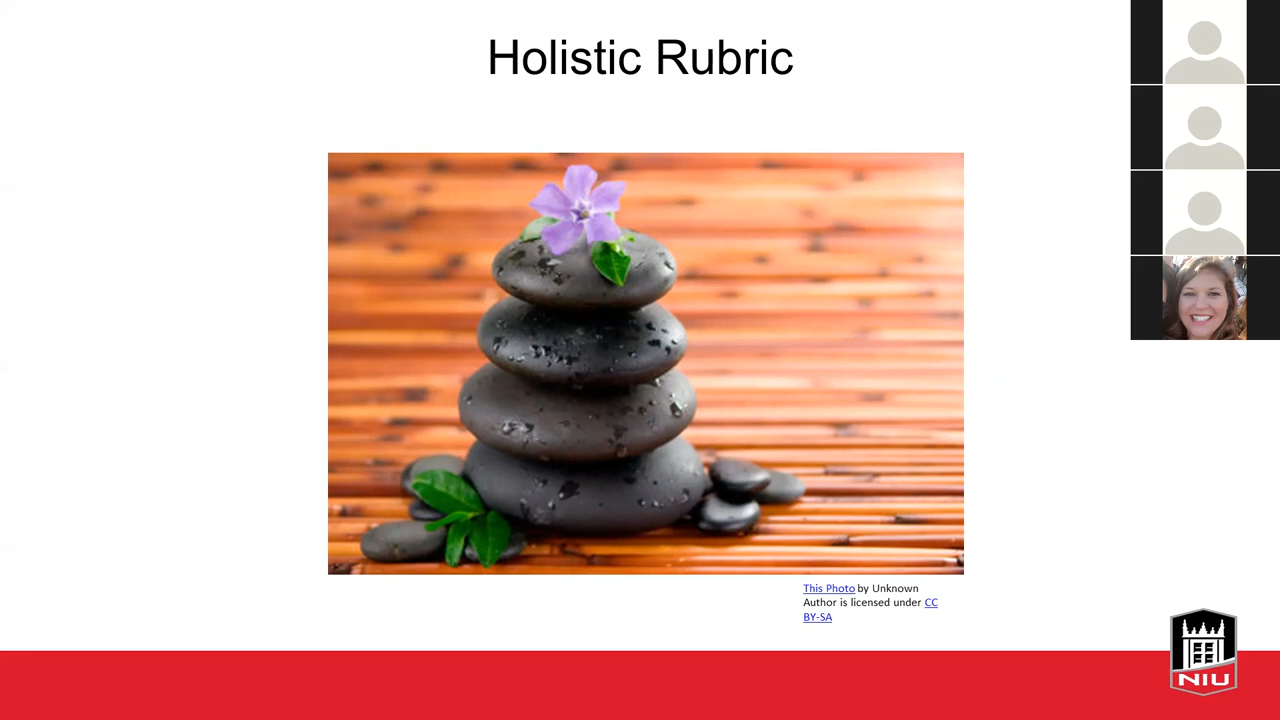 Holistic Rubric
This Photo by Unknown
Author is licensed under CC
BY-SA
NIU